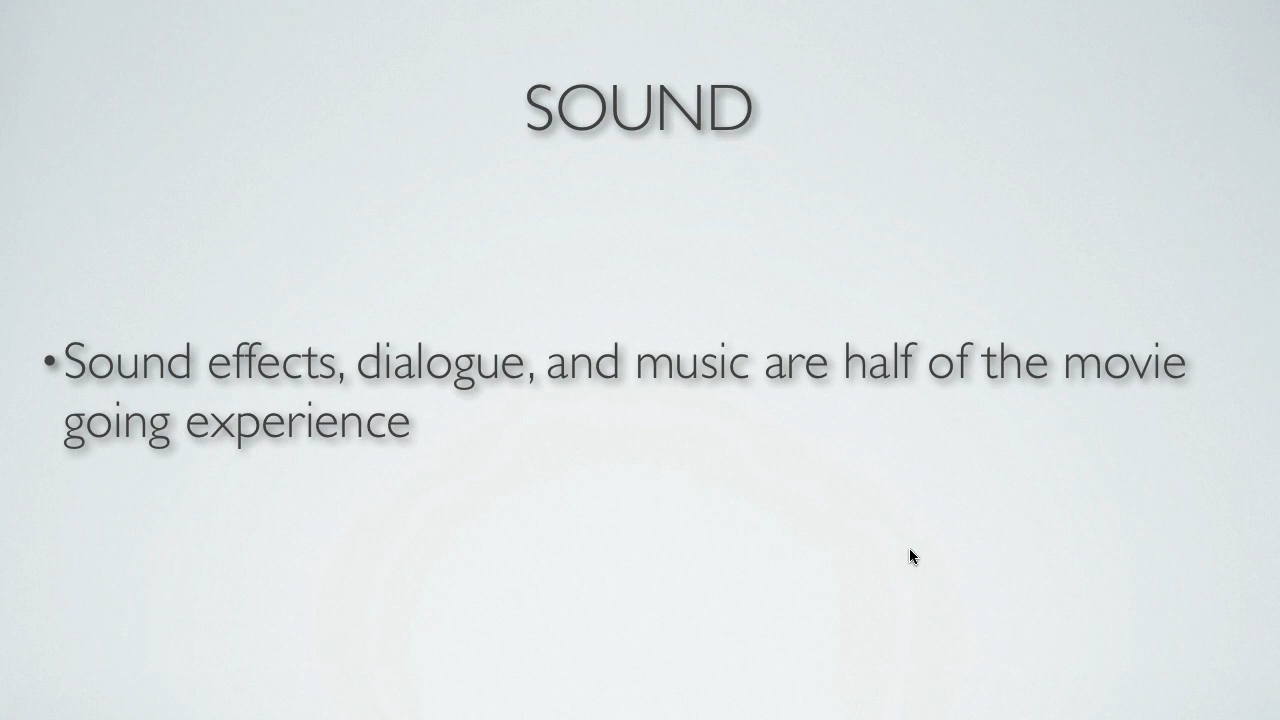 SOUND
•Sound effects, dialogue, and music are half of the movie
going experience